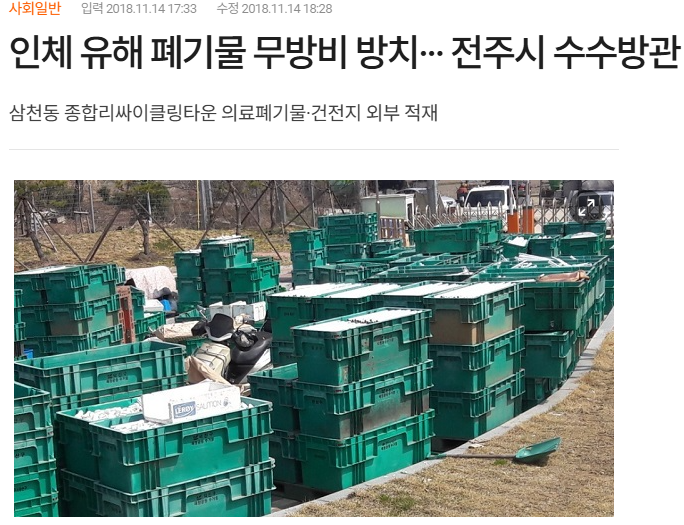 사회일반 입력 2018.11.14 17:33 수정 2018.11.14 18:28
인체 유해 폐기물 무방비 방치··· 전주시 수수방관
삼천동 종합리싸이클링타운 의료폐기물·건전지 외부 적재
LEROY